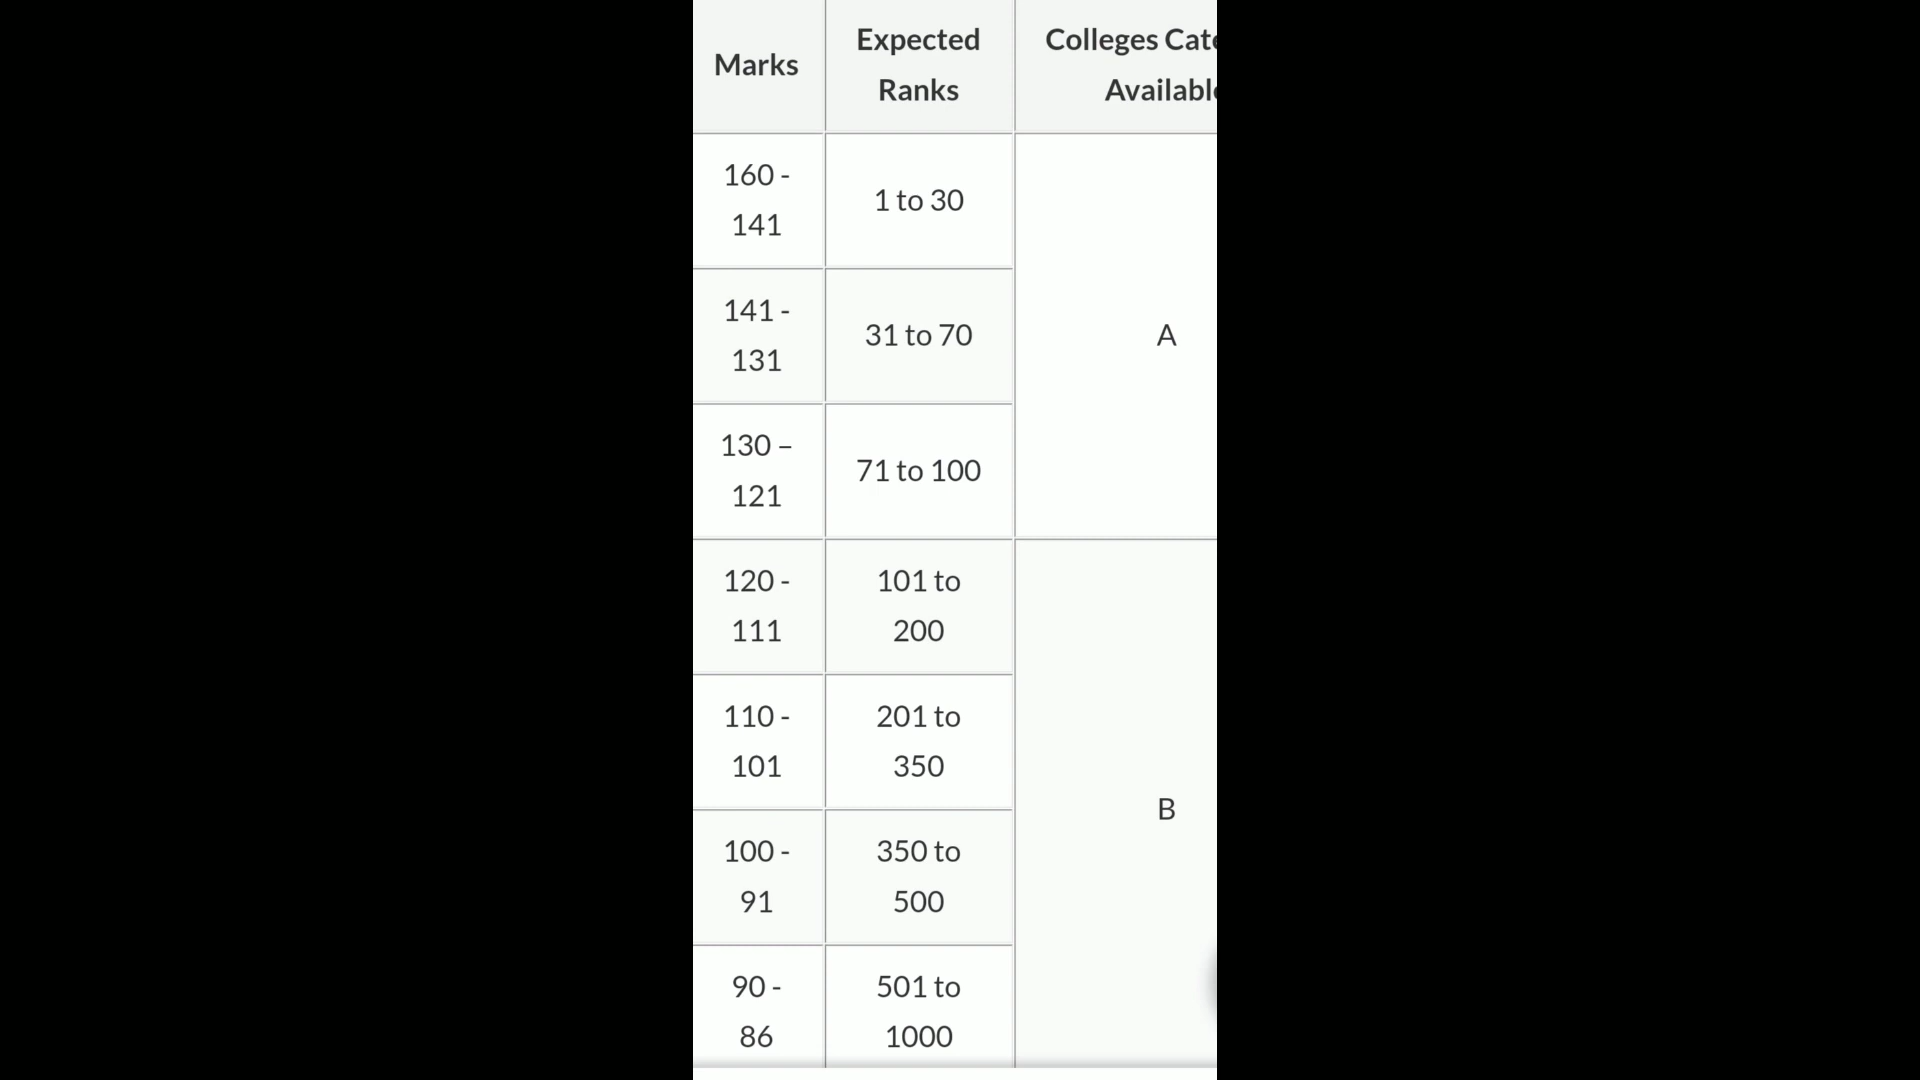 Marks
Expected
Ranks
Colleges
160 -
141
1 to 30
141 -
131
31 to 70
A
130 –
121
71 to 100
120 -
111
101 to
200
110 -
101
201 to
350
B
100 -
91
350 to
500
90 -
86
501 to
1000